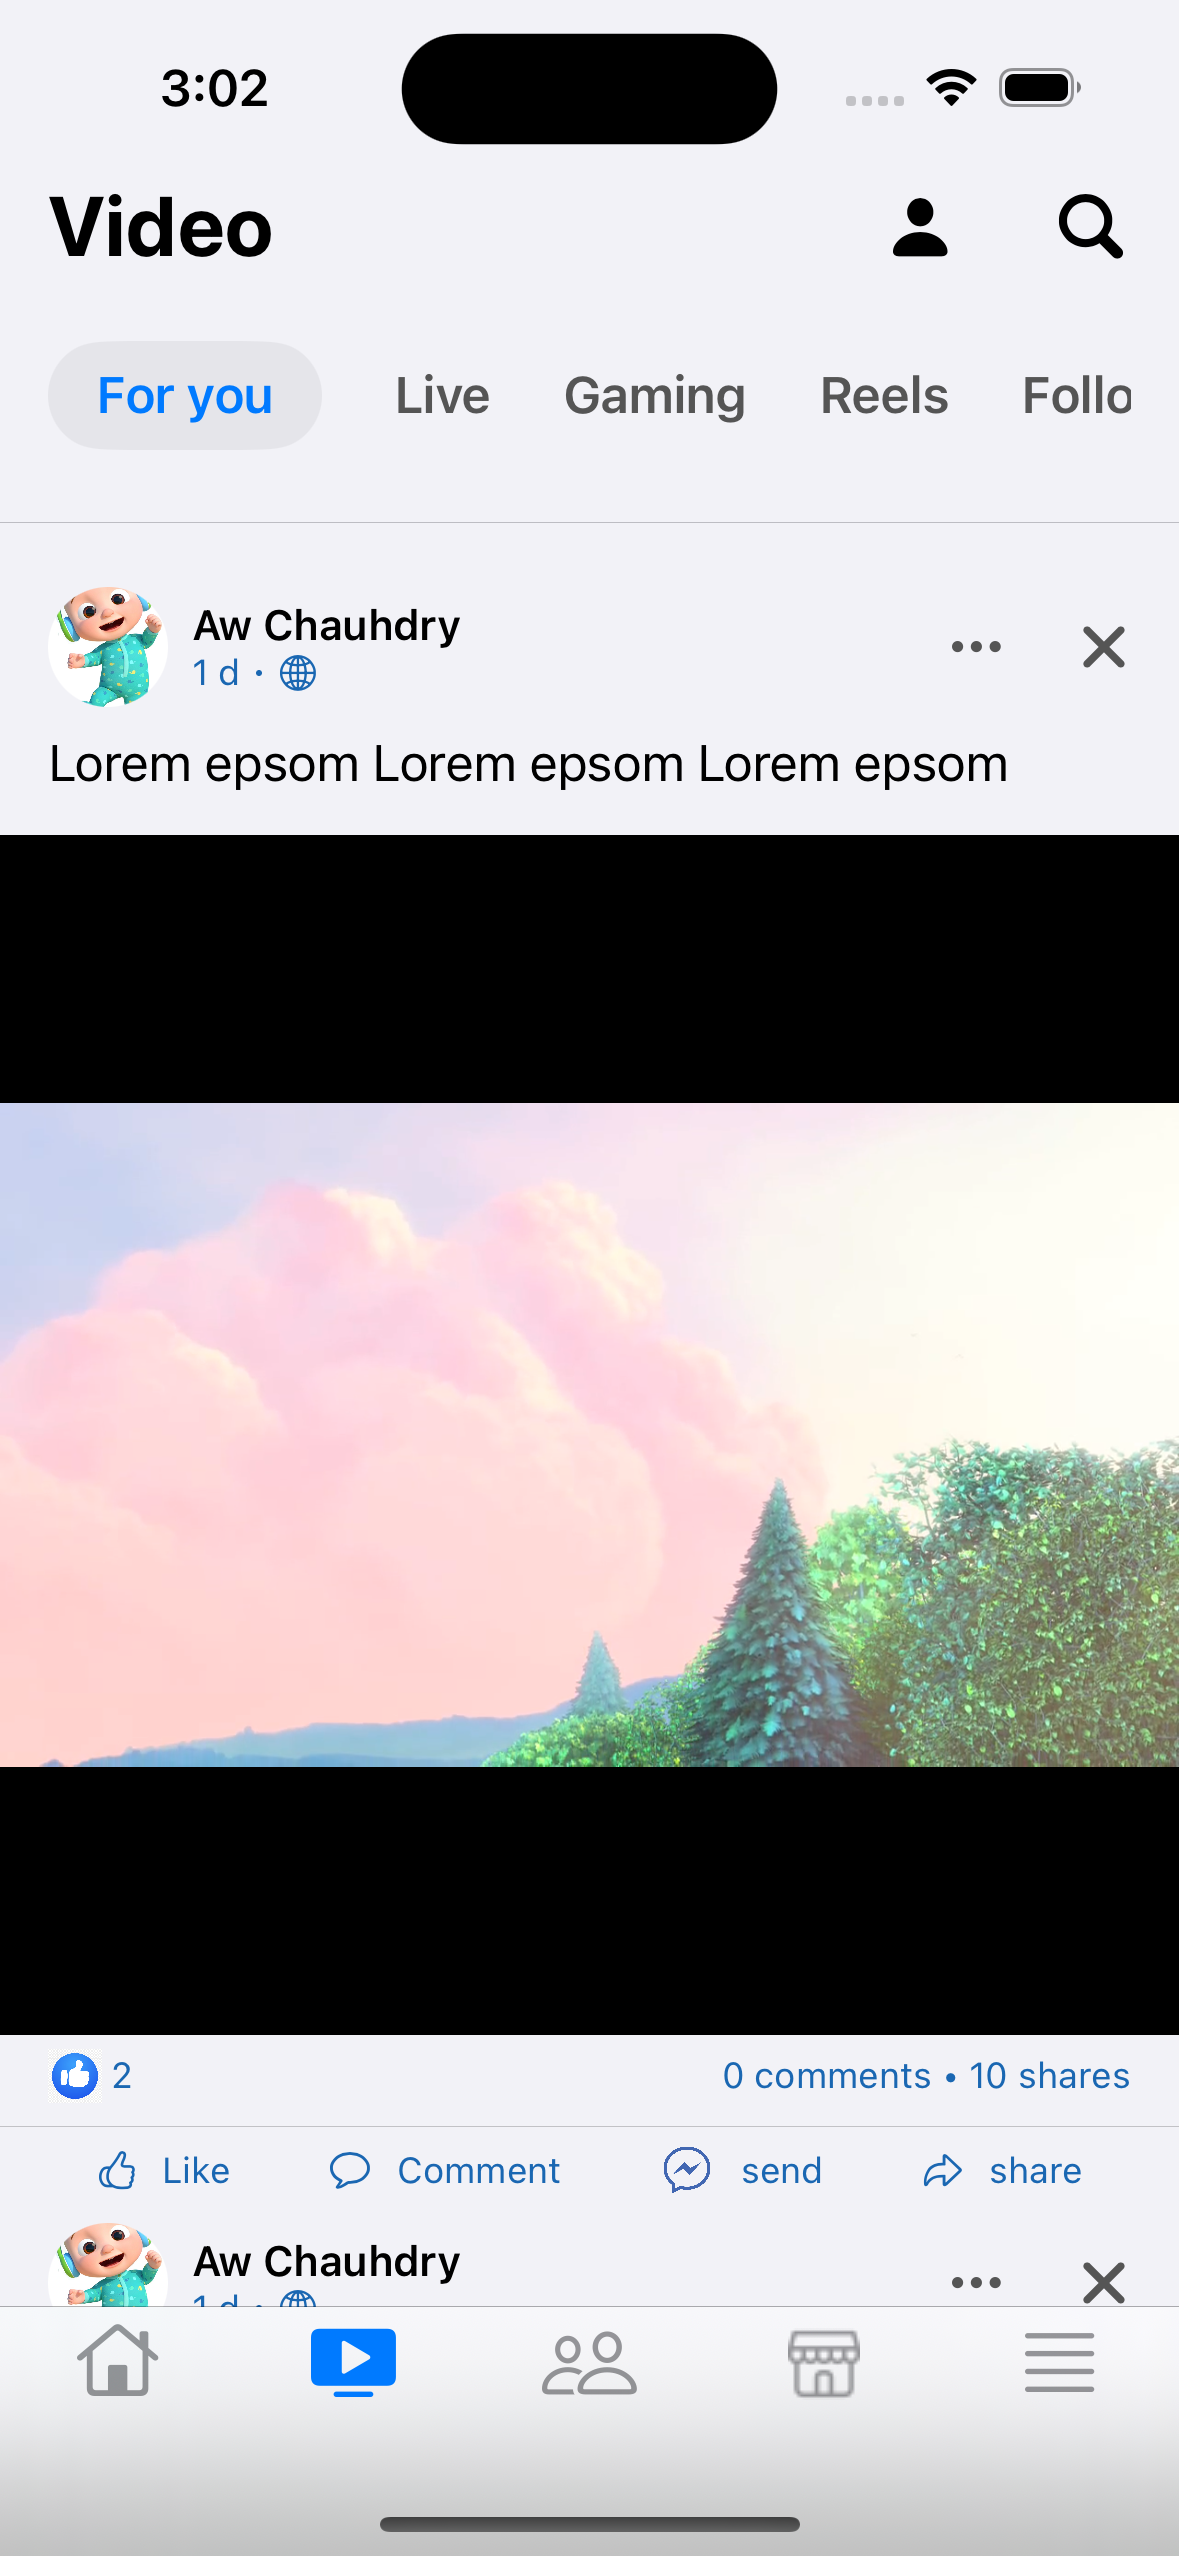 3:02
Video
For you Live Gaming Reels Follo
Aw Chauhdry
1 d •
Lorem epsom Lorem epsom Lorem epsom
2 0 comments • 10 shares
Like Comment send share
Aw Chauhdry
1 d •